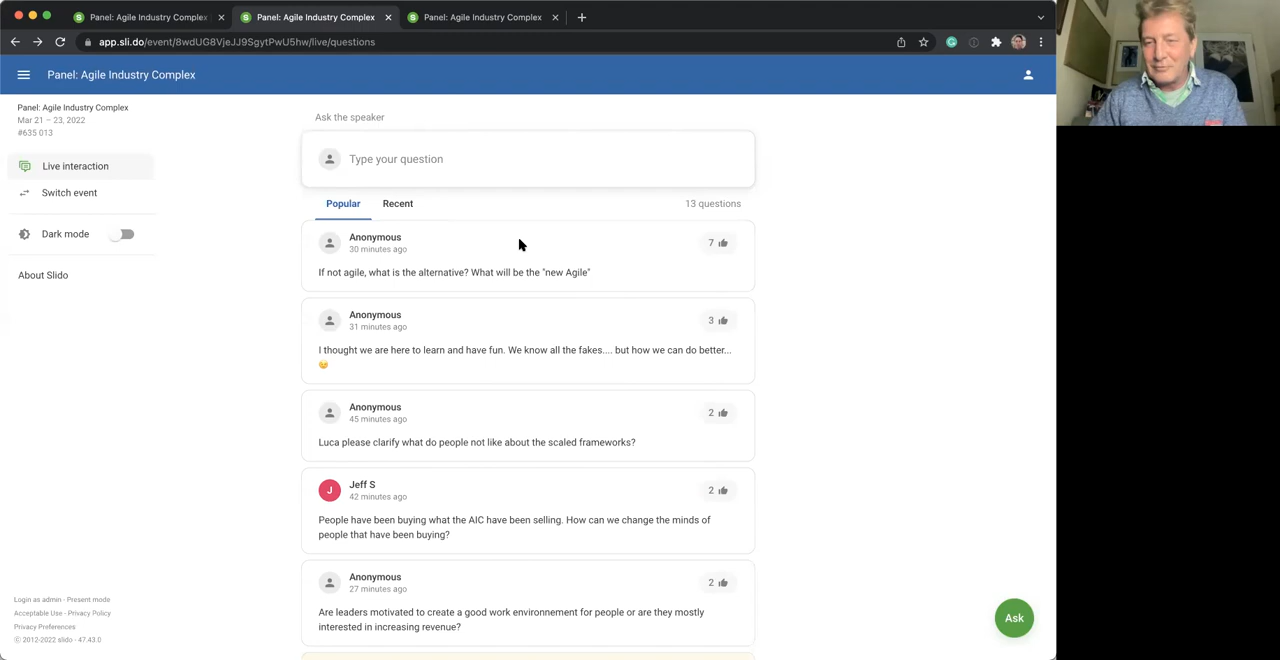 Panel: Agile Industry Complex
Panel: Agile Industry Complex
Panel: Agile Industry Complex
app.sli.do/event/8wdUG8VjeJJ9SgytPwU5hw/live/questions
Panel: Agile Industry Complex
Panel: Agile Industry Complex
Mar 21 – 23, 2022
#635 013
Live interaction
Switch event
Dark mode
About Slido
Ask the speaker
Type your question
Popular Recent 13 questions
Anonymous
30 minutes ago
7
If not agile, what is the alternative? What will be the "new Agile"
Anonymous
31 minutes ago
3
I thought we are here to learn and have fun. We know all the fakes.... but how we can do better...
Anonymous
45 minutes ago
2
Luca please clarify what do people not like about the scaled frameworks?
J
Jeff S
42 minutes ago
2
People have been buying what the AIC have been selling. How can we change the minds of
people that have been buying?
Anonymous
27 minutes ago
2
Are leaders motivated to create a good work environnement for people or are they mostly
interested in increasing revenue?
Login as admin - Present mode
Acceptable Use - Privacy Policy
Privacy Preferences
© 2012-2022 slido - 47.43.0
Ask